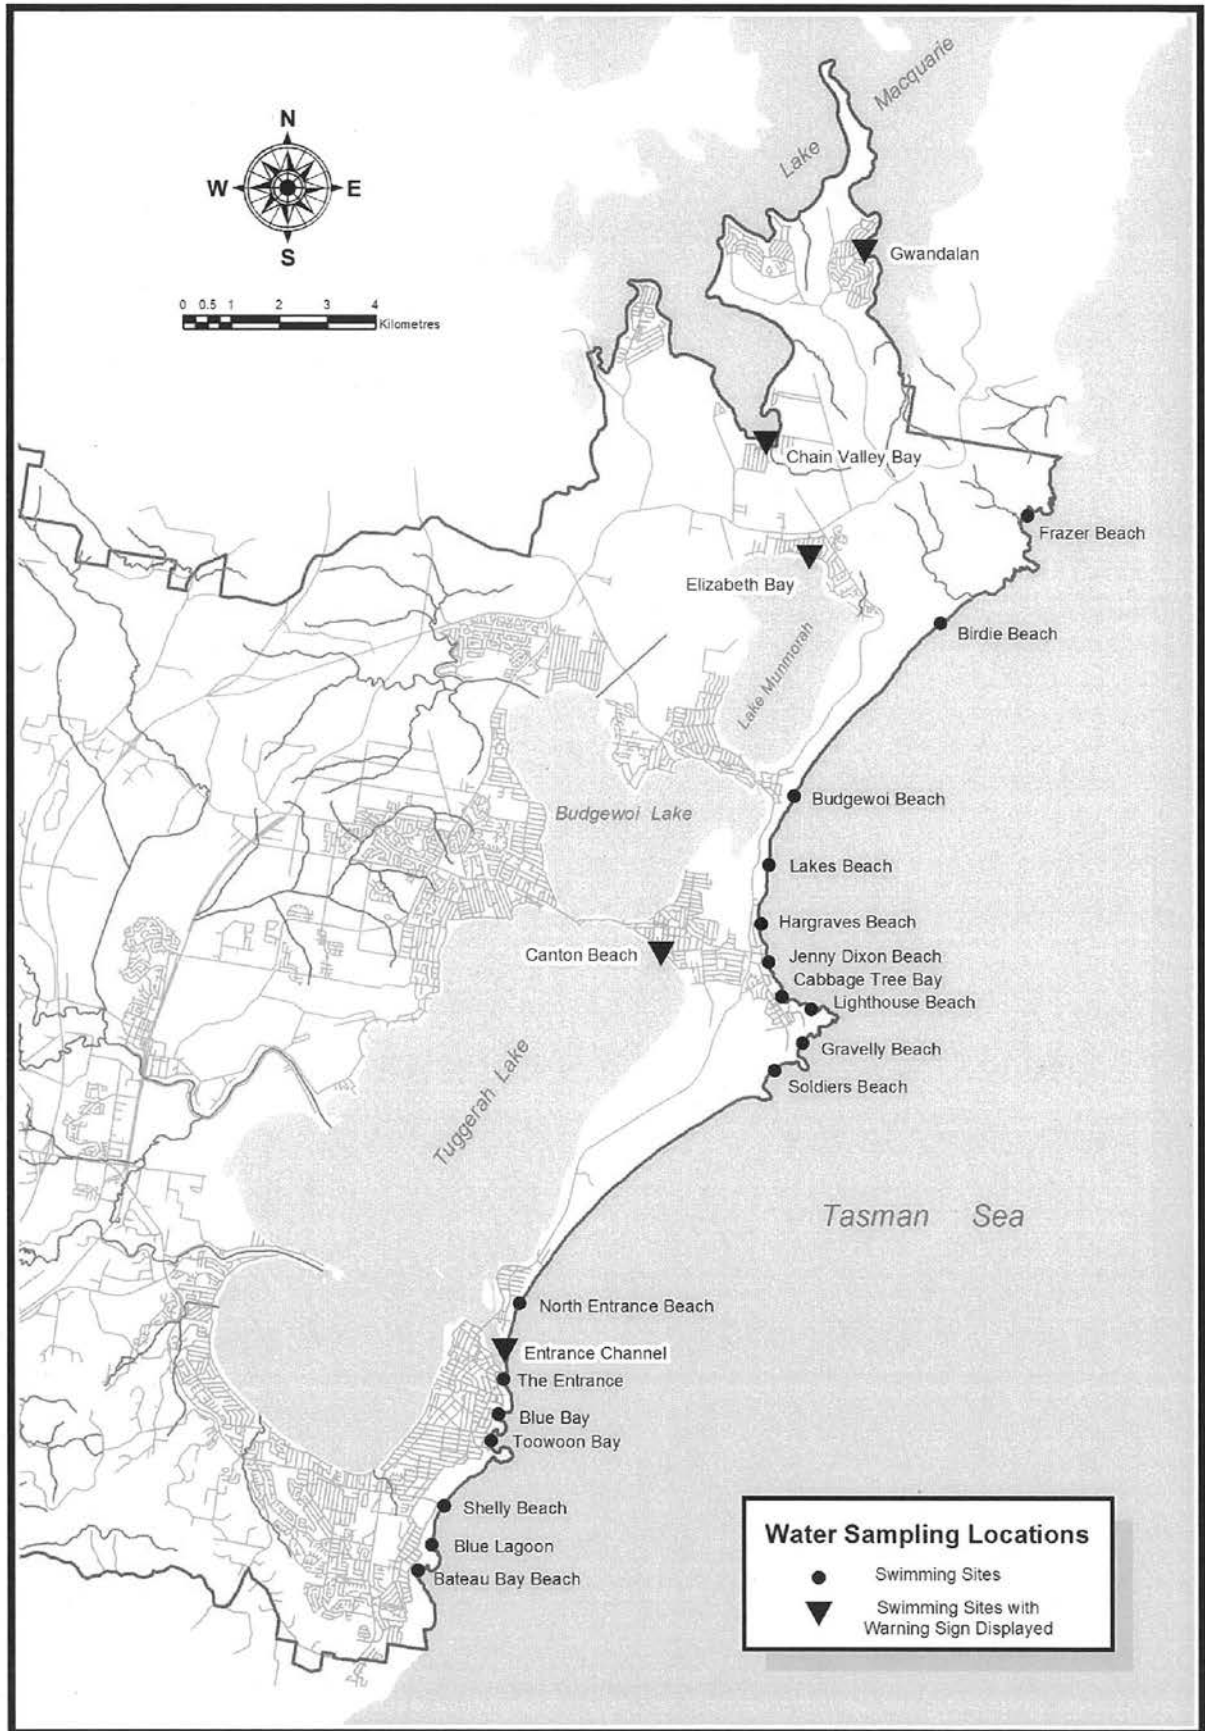 Macquarie
Lake
N
W
E
S
0 0.5 1 2 3 4
Kilometres
Gwandalan
Chain Valley Bay
Frazer Beach
Elizabeth Bay
Birdie Beach
Lake Munmorah
Budgewoi Beach
Budgewoi Lake
Lakes Beach
Hargraves Beach
Canton Beach
Jenny Dixon Beach
Cabbage Tree Bay
Lighthouse Beach
Gravelly Beach
Soldiers Beach
Tuggerah Lake
Tasman Sea
North Entrance Beach
Entrance Channel
The Entrance
Blue Bay
Toowoon Bay
Shelly Beach
Blue Lagoon
Bateau Bay Beach
Water Sampling Locations
Swimming Sites
Swimming Sites with
Warning Sign Displayed